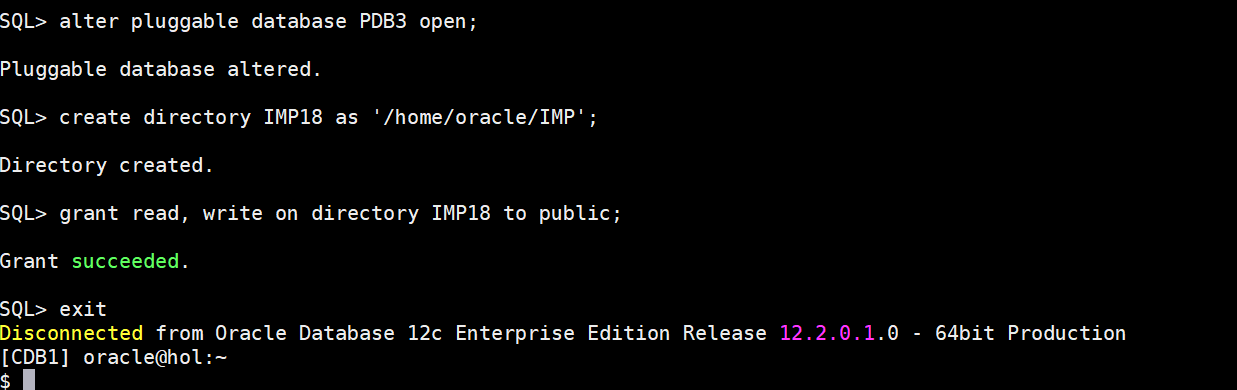 SQL> alter pluggable database PDB3 open;
Pluggable database altered.
SQL> create directory IMP18 as '/home/oracle/IMP';
Directory created.
SQL> grant read, write on directory IMP18 to public;
Grant succeeded.
SQL> exit
Disconnected from Oracle Database 12c Enterprise Edition Release 12.2.0.1.0 - 64bit Production
[CDB1] oracle@hol:~
$